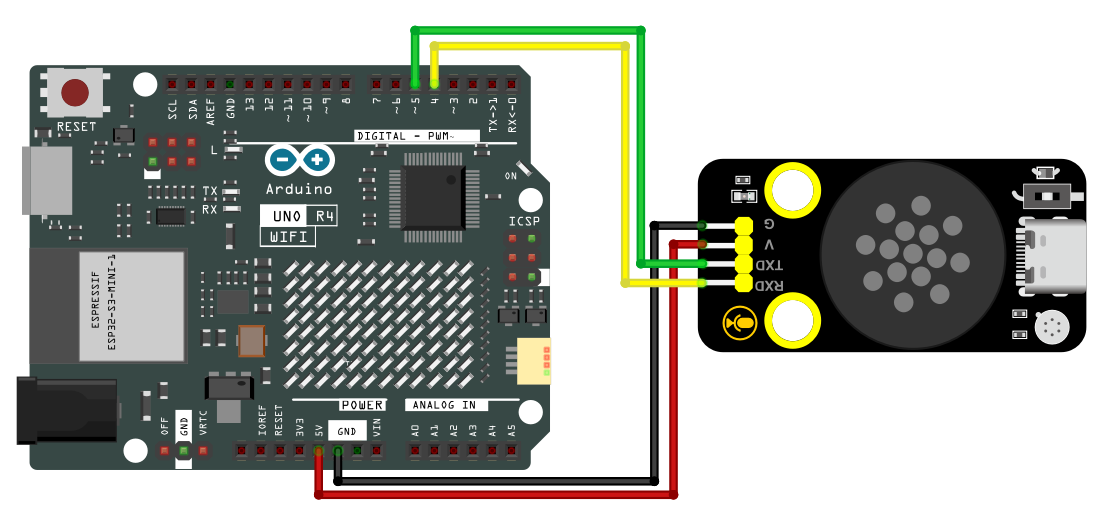 RESET
SCL
SDA
AREF
GND
13
12
~11
~10
~9
8
7
~6
~5
4
~3
2
TX->1
RX<-0
DIGITAL - PWM~
L
TX
RX
Arduino
UNO R4
WIFI
ON
ICSP
ESPRESSIF
ESP32-S3-MINI-1
POWER
ANALOG IN
OFF
GND
VRTC
IOREF
RESET
3V3
5V
GND
VIN
A0
A1
A2
A3
A4
A5
G
V
TXD
RXD